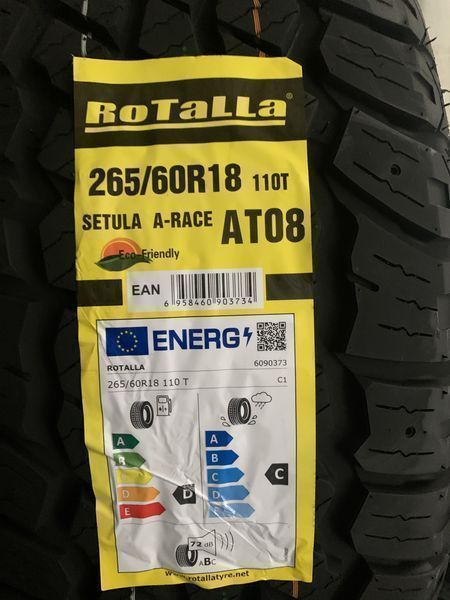 RoTaLLa®
265/60R18 110T
SETULA A-RACE AT08
Eco-Friendly
EAN
6 958460 903734
ENERG
ROTALLA 6090373
265/60R18 110 T C1
A A
B B
C C
D D D
E E
72 dB
ABC
www.rotallatyre.net